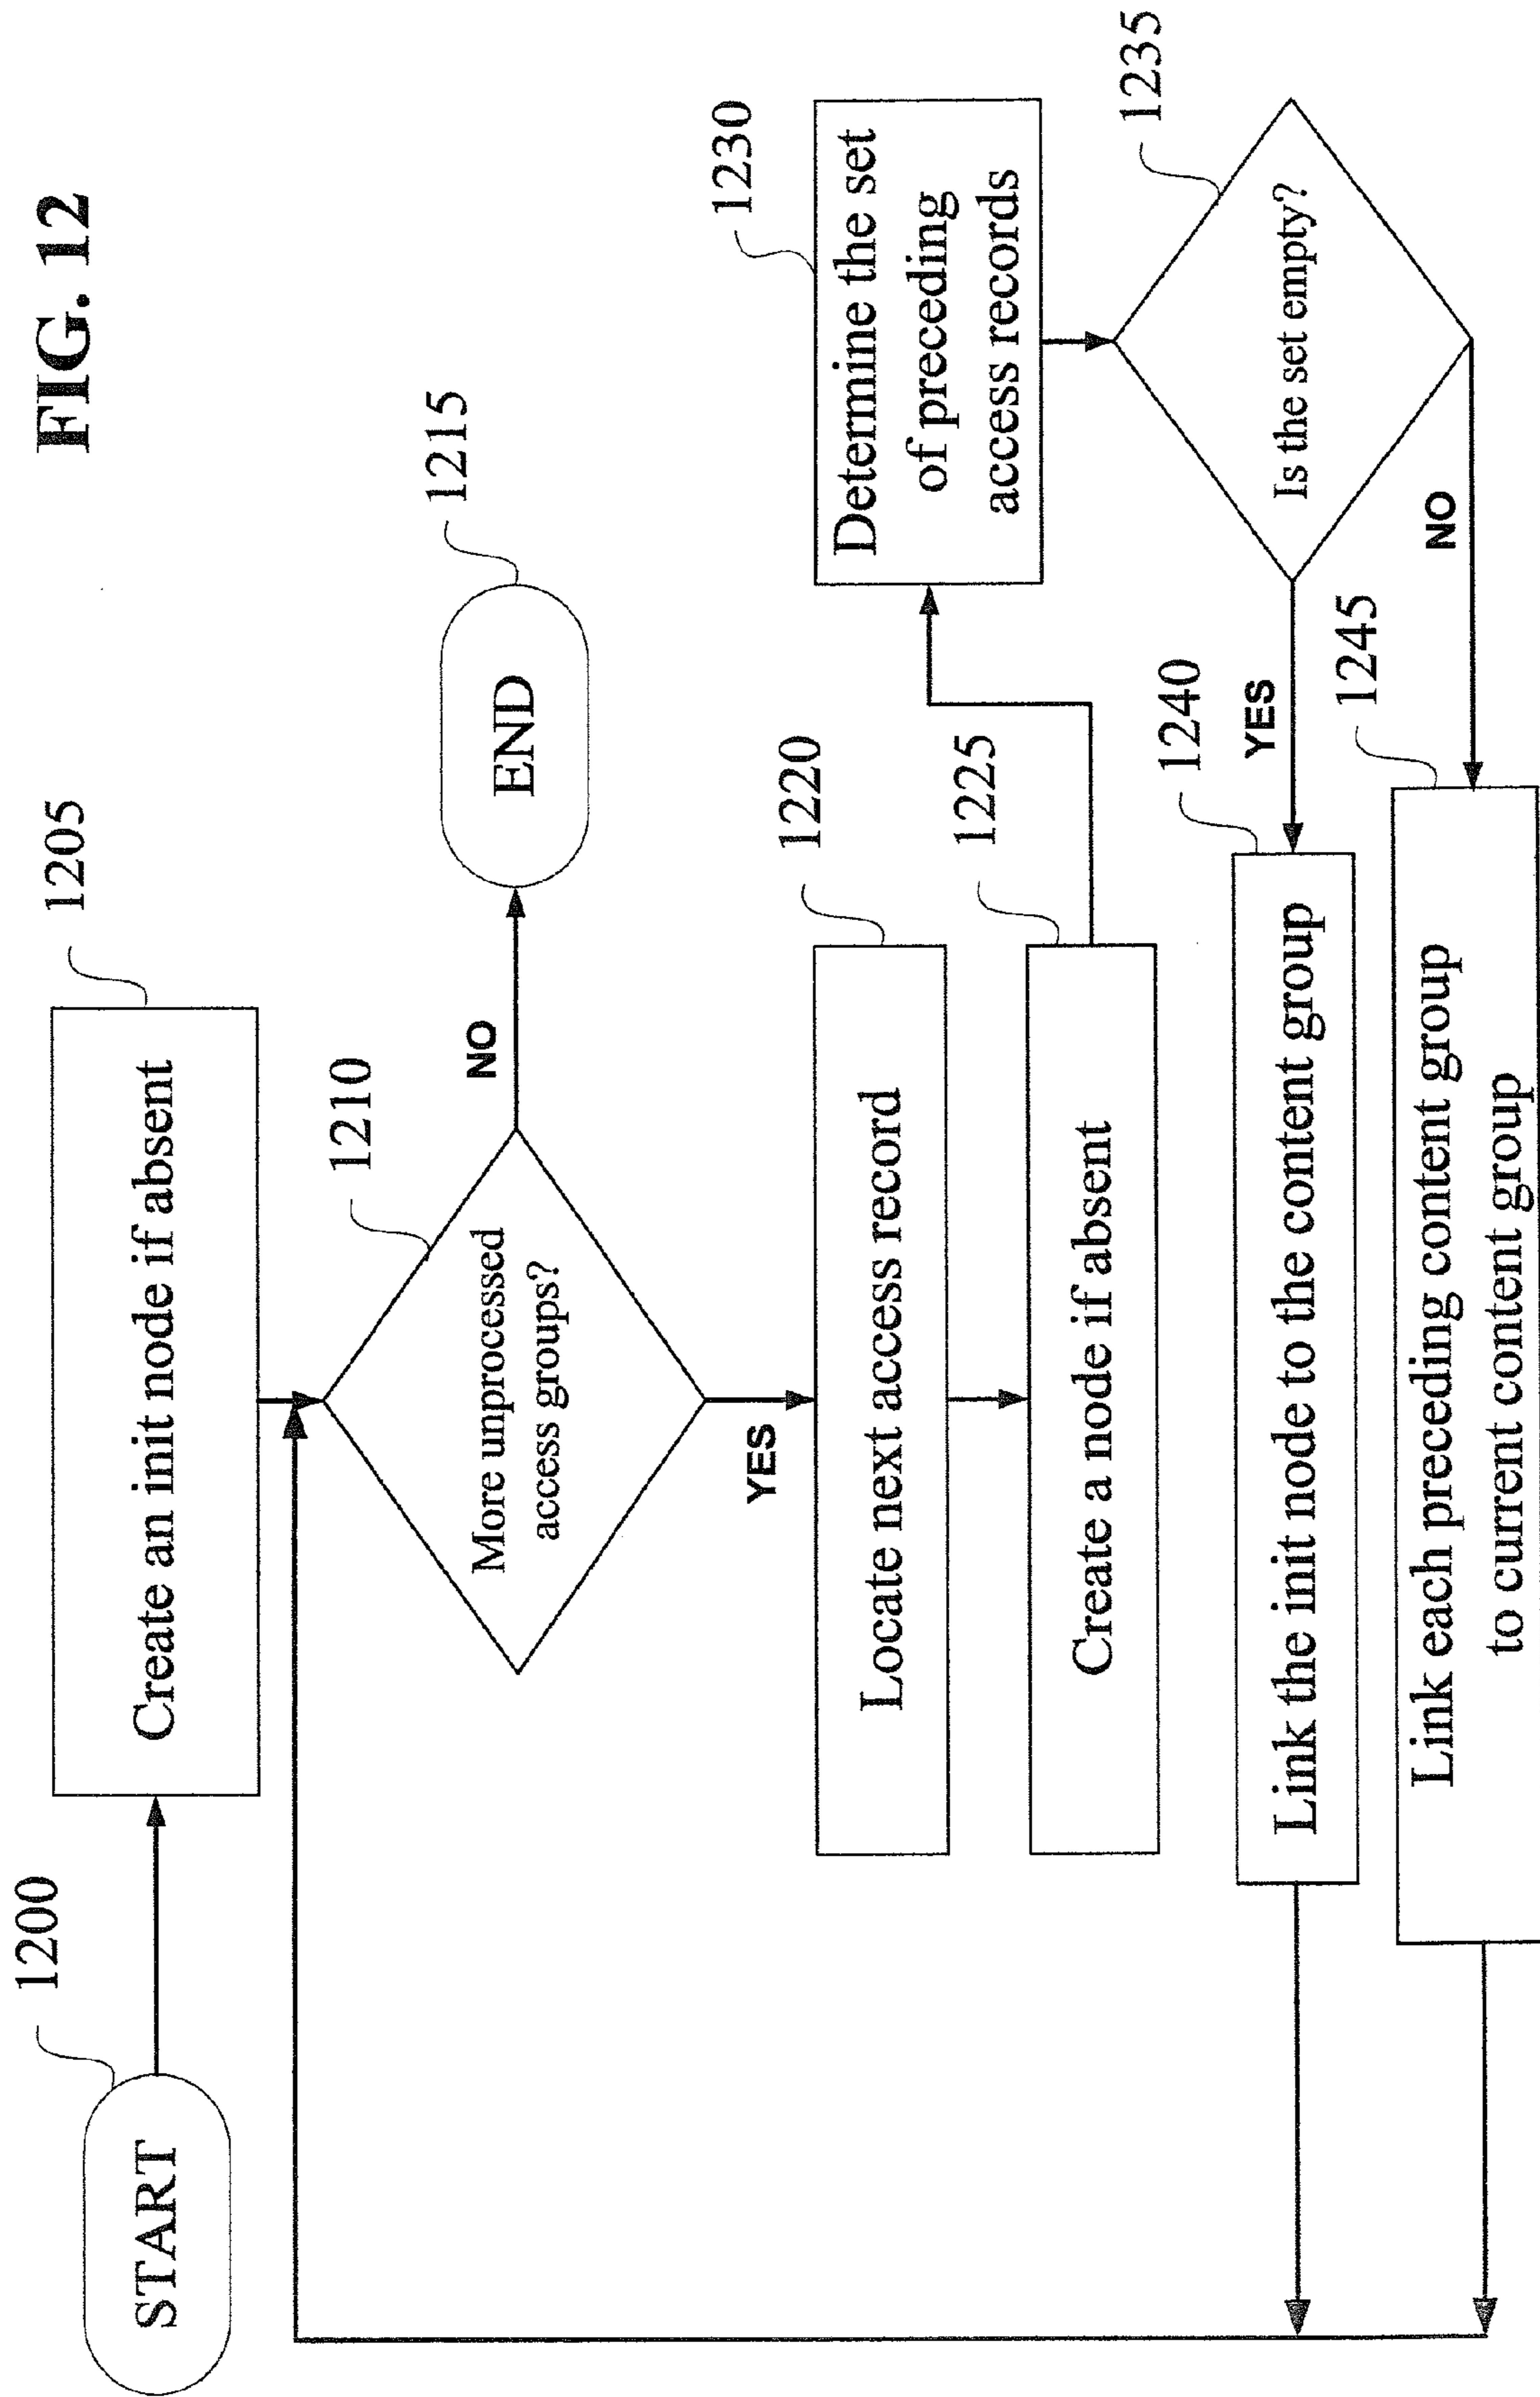 FIG. 12
1200
START
1205
Create an init node if absent
1210
More unprocessed
access groups?
NO
1215
END
YES
1220
Locate next access record
1225
Create a node if absent
1230
Determine the set
of preceding
access records
1235
Is the set empty?
YES
1240
Link the init node to the content group
NO
1245
Link each preceding content group
to current content group